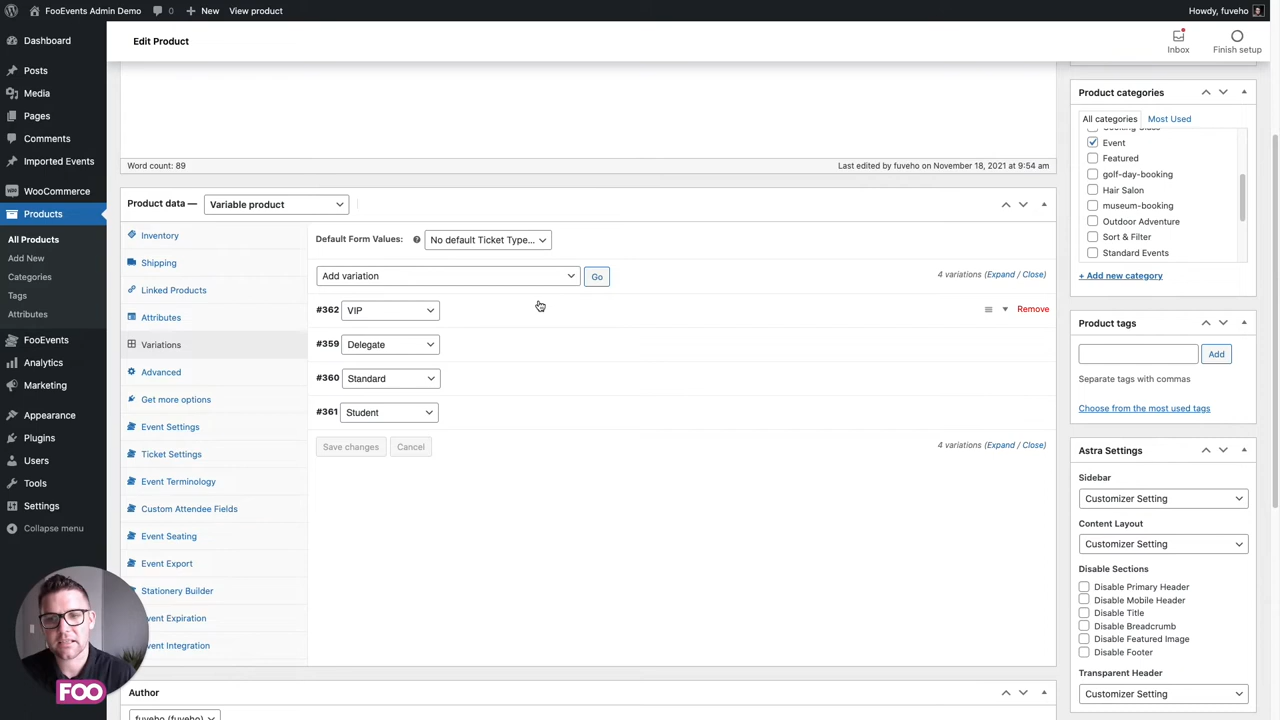 FooEvents Admin Demo
0
New
View product
Howdy, fuveho
Dashboard
Posts
Media
Pages
Comments
Imported Events
WooCommerce
Products
All Products
Add New
Categories
Tags
Attributes
FooEvents
Analytics
Marketing
Appearance
Plugins
Users
Tools
Settings
Collapse menu
FOO
Edit Product
Inbox
Finish setup
Word count: 89
Last edited by fuveho on November 18, 2021 at 9:54 am
Product data —
Variable product
Inventory
Shipping
Linked Products
Attributes
Variations
Advanced
Get more options
Event Settings
Ticket Settings
Event Terminology
Custom Attendee Fields
Event Seating
Event Export
Stationery Builder
vent Expiration
vent Integration
Default Form Values:
No default Ticket Type...
Add variation
Go
4 variations (Expand / Close)
#362 VIP
Remove
#359 Delegate
#360 Standard
#361 Student
Save changes
Cancel
4 variations (Expand / Close)
Author
fuveho (fuveho)
Product categories
All categories
Most Used
Cooking Class
Event
Featured
golf-day-booking
Hair Salon
museum-booking
Outdoor Adventure
Sort & Filter
Standard Events
+ Add new category
Product tags
Add
Separate tags with commas
Choose from the most used tags
Astra Settings
Sidebar
Customizer Setting
Content Layout
Customizer Setting
Disable Sections
Disable Primary Header
Disable Mobile Header
Disable Title
Disable Breadcrumb
Disable Featured Image
Disable Footer
Transparent Header
Customizer Setting